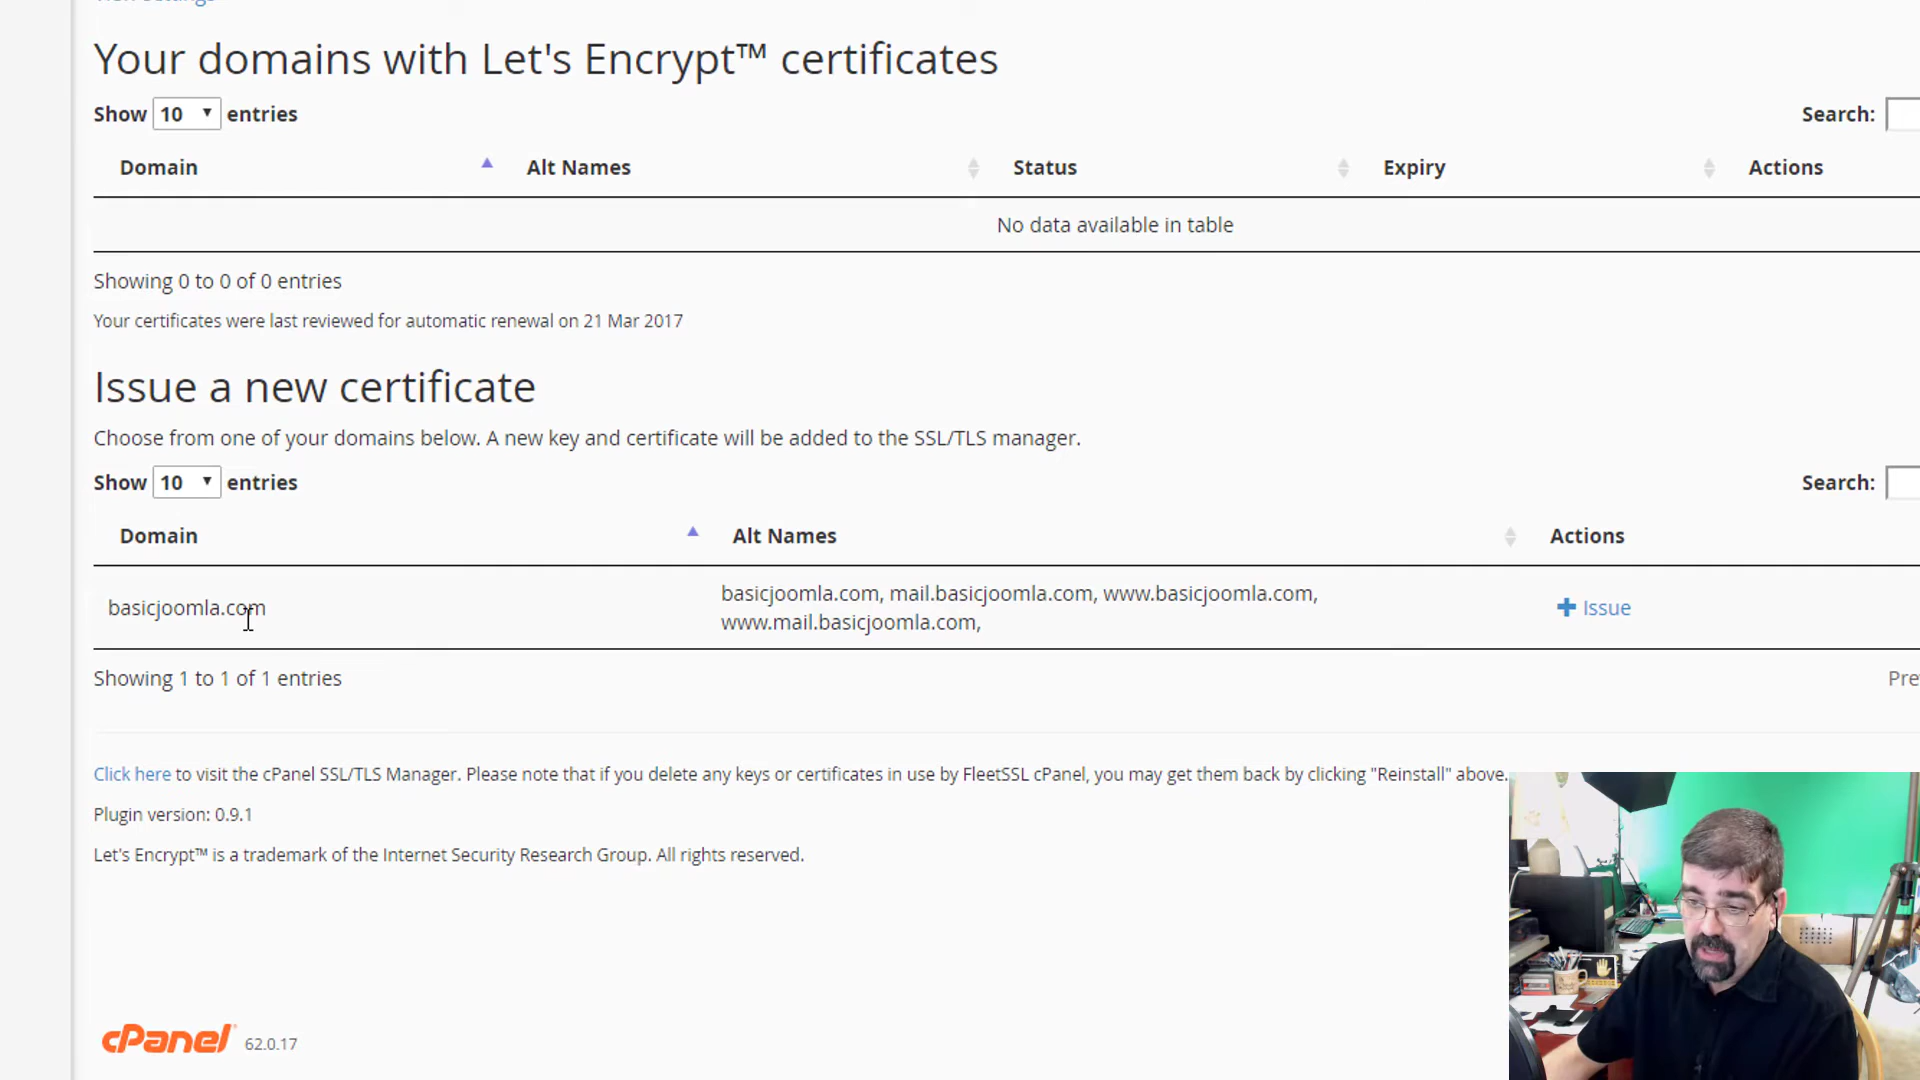 Your domains with Let's Encrypt™ certificates
Show 10 entries
Search:
Domain Alt Names Status Expiry Actions
No data available in table
Showing 0 to 0 of 0 entries
Your certificates were last reviewed for automatic renewal on 21 Mar 2017
Issue a new certificate
Choose from one of your domains below. A new key and certificate will be added to the SSL/TLS manager.
Show 10 entries
Search:
Domain Alt Names Actions
basicjoomla.com
basicjoomla.com, mail.basicjoomla.com, www.basicjoomla.com,
www.mail.basicjoomla.com,
Issue
Showing 1 to 1 of 1 entries
Pre
Click here to visit the cPanel SSL/TLS Manager. Please note that if you delete any keys or certificates in use by FleetSSL cPanel, you may get them back by clicking "Reinstall" above.
Plugin version: 0.9.1
Let's Encrypt™ is a trademark of the Internet Security Research Group. All rights reserved.
cPanel 62.0.17